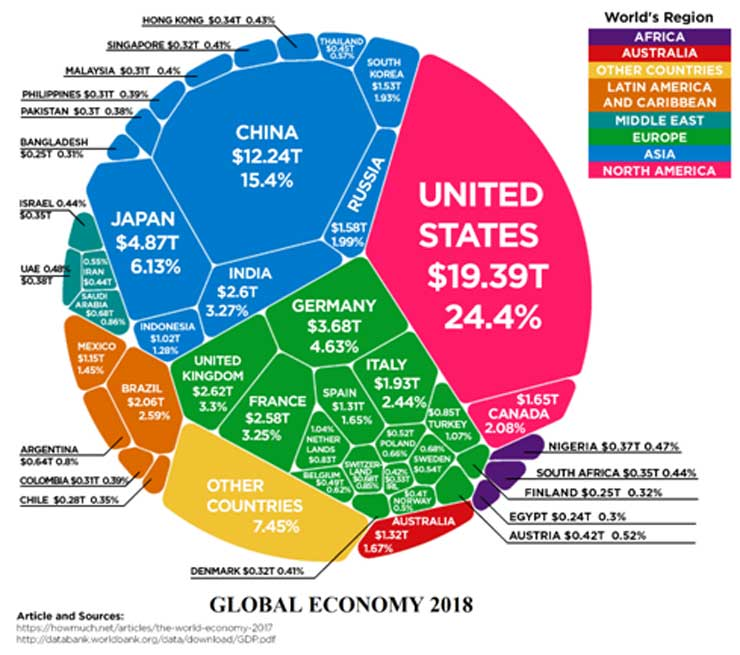 HONG KONG $0.34T 0.43%
SINGAPORE $0.32T 0.41%
MALAYSIA $0.31T 0.4%
PHILIPPINES $0.31T 0.39%
PAKISTAN $0.3T 0.38%
BANGLADESH
$0.25T 0.31%
THAILAND
$0.45T
0.57%
SOUTH
KOREA
$1.53T
1.93%
World's Region
AFRICA
AUSTRALIA
OTHER COUNTRIES
LATIN AMERICA
AND CARIBBEAN
MIDDLE EAST
EUROPE
ASIA
NORTH AMERICA
CHINA
$12.24T
15.4%
RUSSIA
$1.58T
1.99%
UNITED
STATES
$19.39T
24.4%
JAPAN
$4.87T
6.13%
INDIA
$2.6T
3.27%
INDONESIA
$1.02T
1.28%
ISRAEL 0.44%
$0.35T
UAE 0.48%
$0.38T
0.55%
IRAN
$0.44T
SAUDI
ARABIA
$0.68T
0.86%
MEXICO
$1.15T
1.45%
BRAZIL
$2.06T
2.59%
ARGENTINA
$0.64T 0.8%
COLOMBIA $0.31T 0.39%
CHILE $0.28T 0.35%
GERMANY
$3.68T
4.63%
UNITED
KINGDOM
$2.62T
3.3%
FRANCE
$2.58T
3.25%
ITALY
$1.93T
2.44%
SPAIN
$1.31T
1.65%
1.04%
NETHER
LANDS
$0.83T
$0.85T
TURKEY
1.07%
$0.52T
POLAND
0.66%
0.68%
SWEDEN
$0.54T
BELGIUM
$0.49T
0.62%
SWITZER-
LAND
$0.68T
0.85%
0.42%
$0.33T
IRL
$0.4T
NORWAY
0.5%
$1.65T
CANADA
2.08%
NIGERIA $0.37T 0.47%
SOUTH AFRICA $0.35T 0.44%
FINLAND $0.25T 0.32%
EGYPT $0.24T 0.3%
AUSTRIA $0.42T 0.52%
OTHER
COUNTRIES
7.45%
AUSTRALIA
$1.32T
1.67%
DENMARK $0.32T 0.41%
GLOBAL ECONOMY 2018
Article and Sources:
https://howmuch.net/articles/the-world-economy-2017
http://databank.worldbank.org/data/download/GDP.pdf